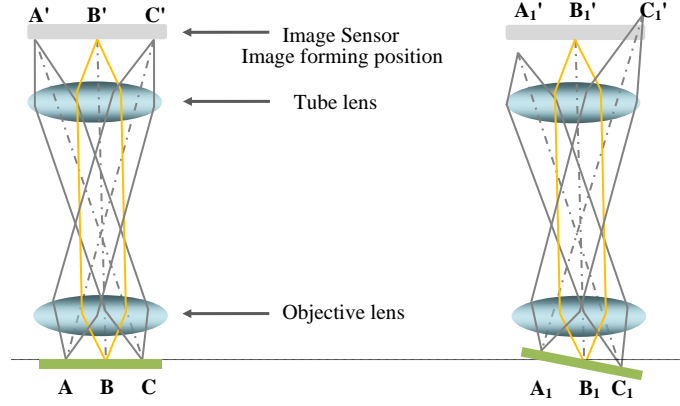 A' B' C'
Image Sensor
Image forming position
Tube lens
Objective lens
A B C
A₁' B₁' C₁'
A₁ B₁ C₁